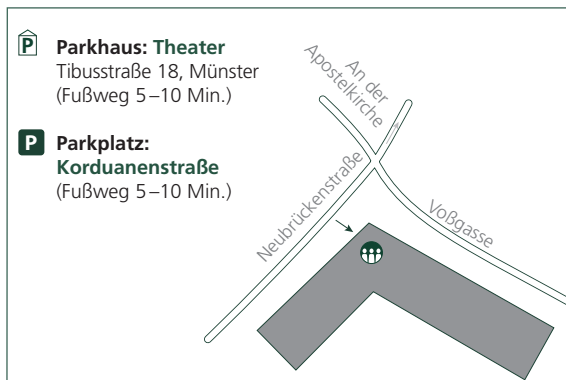 P
Parkhaus: Theater
Tibusstraße 18, Münster
(Fußweg 5–10 Min.)
P
Parkplatz:
Korduanenstraße
(Fußweg 5–10 Min.)
An der
Apostelkirche
Neubrückenstraße
Voßgasse